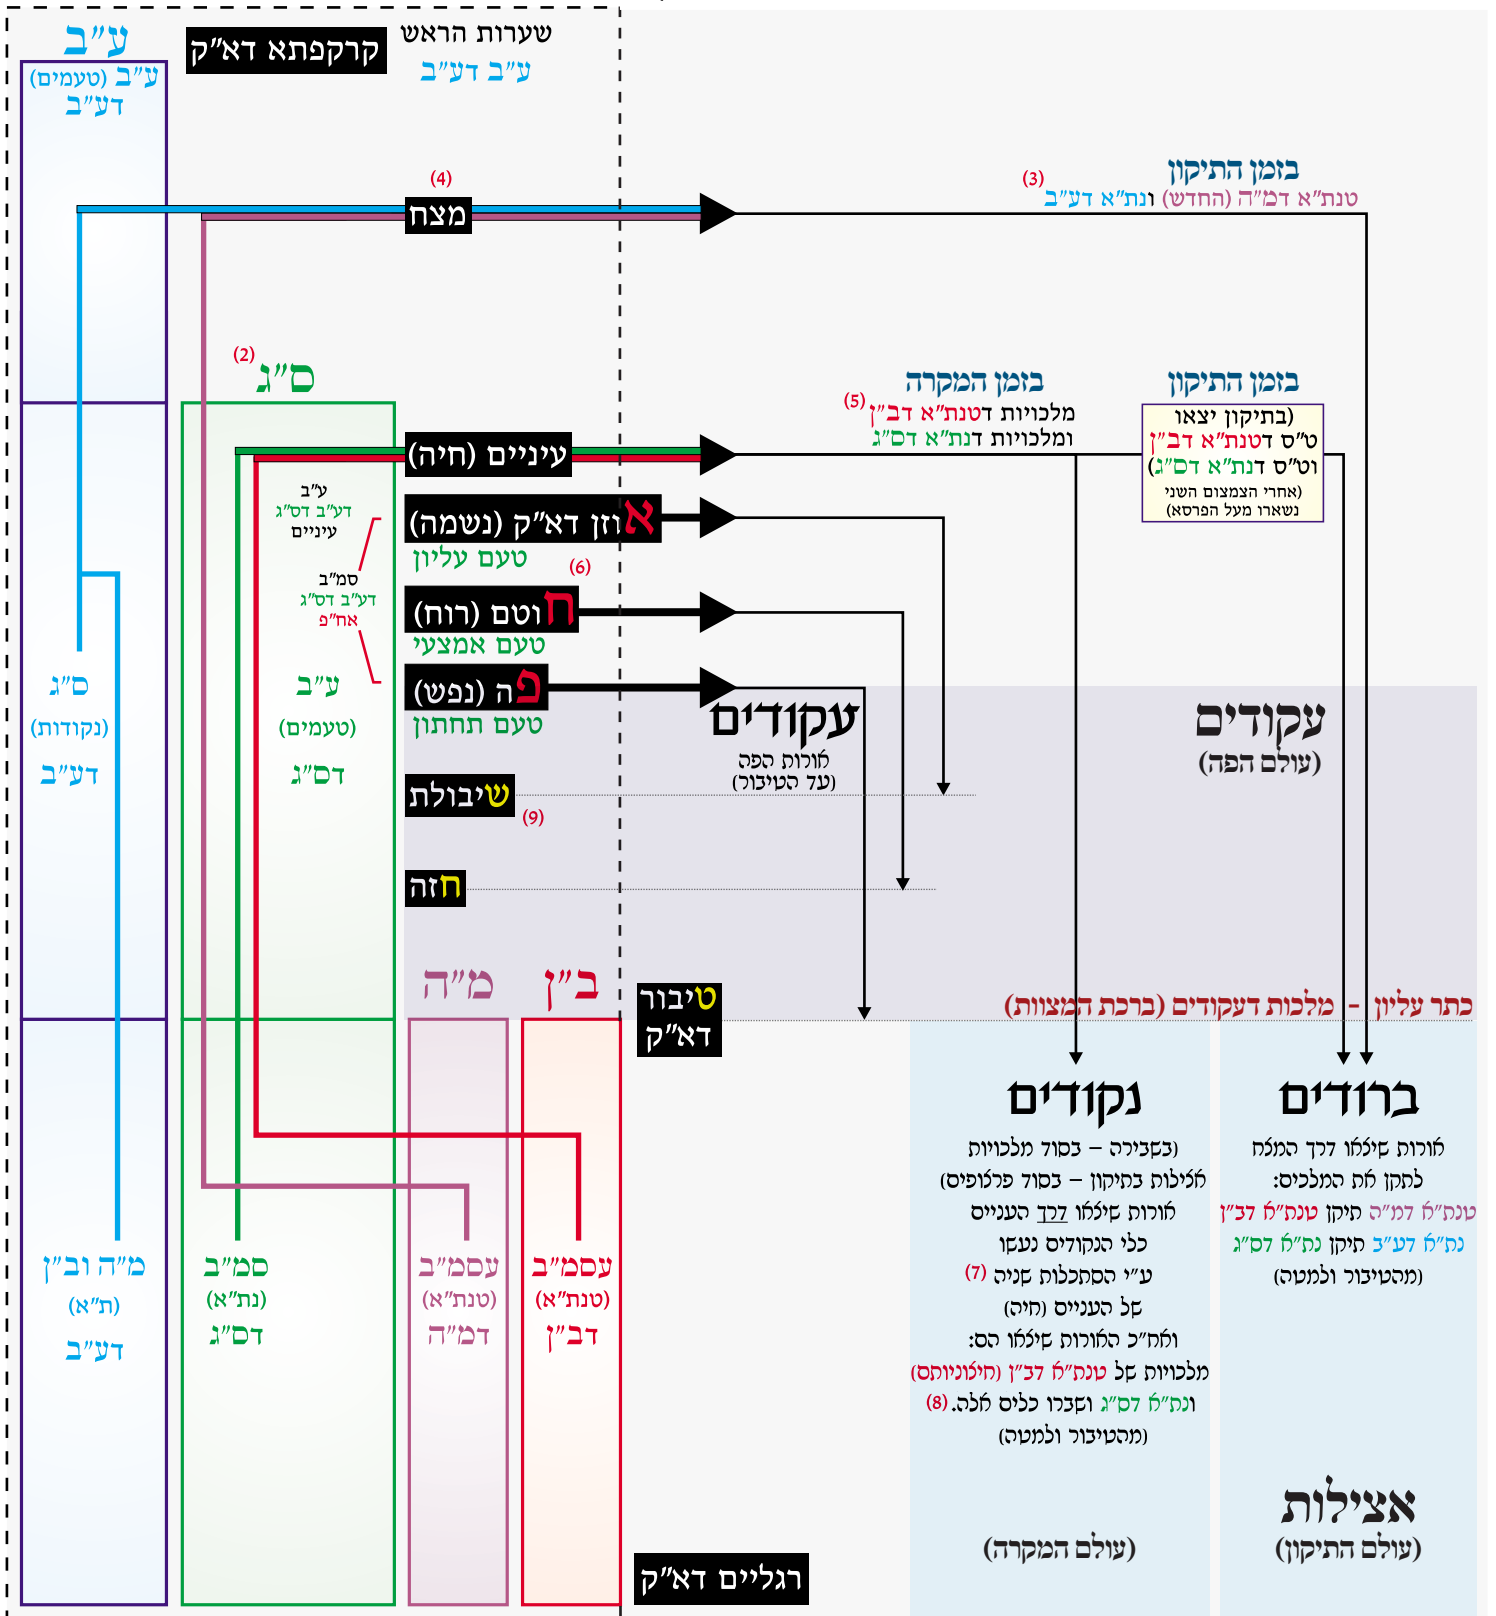 שערות הראש
ע"ב דע"ב
קרקפתא דא"ק
ע"ב
ע"ב (טעמים)
דע"ב
בזמן התיקון
(3)
טנת"א דמ"ה (החדש) ונת"א דע"ב
(4)
מצח
(2)
ס"ג
בזמן התיקון
(בתיקון יצאו
ט"ס דטנת"א דב"ן
וט"ס דנת"א דס"ג)
(אחרי הצמצום השני
נשארו מעל הפרסא)
בזמן המקרה
(5)
מלכויות דטנת"א דב"ן
ומלכויות דנת"א דס"ג
עיניים (חיה)
אוזן דא"ק (נשמה)
טעם עליון
(6)
חוטם (רוח)
טעם אמצעי
פה (נפש)
טעם תחתון
ע"ב
דע"ב דס"ג
עיניים
סמ"ב
דע"ב דס"ג
אח"פ
ע"ב
(טעמים)
דס"ג
ס"ג
(נקודות)
דע"ב
עקודים
(עולם הפה)
עקודים
אורות הפה
(עד הטיבור)
שיבולת
(9)
חזה
ב"ן
מ"ה
טיבור
דא"ק
כתר עליון – מלכות דעקודים (ברכת המצוות)
ברודים
אורות שיצאו דרך המצח
לתקן את המלכים:
טנת"א דמ"ה תיקן טנת"א דב"ן
נת"א דע"ב תיקן נת"א דס"ג
(מהטיבור ולמטה)
אצילות
(עולם התיקון)
נקודים
(בשבירה – בסוד מלכויות
אצילות בתיקון – בסוד פרצופים)
אורות שיצאו דרך העניים
כלי הנקודים נעשו
ע"י הסתכלות שניה (7)
של העניים (חיה)
ואח"כ האורות שיצאו הם:
מלכויות של טנת"א דב"ן (חיצוניותם)
ונת"א דס"ג ושברו כלים אלה. (8)
(מהטיבור ולמטה)
(עולם המקרה)
עסמ"ב
(טנת"א)
דב"ן
עסמ"ב
(טנת"א)
דמ"ה
סמ"ב
(נת"א)
דס"ג
מ"ה וב"ן
(ת"א)
דע"ב
רגליים דא"ק